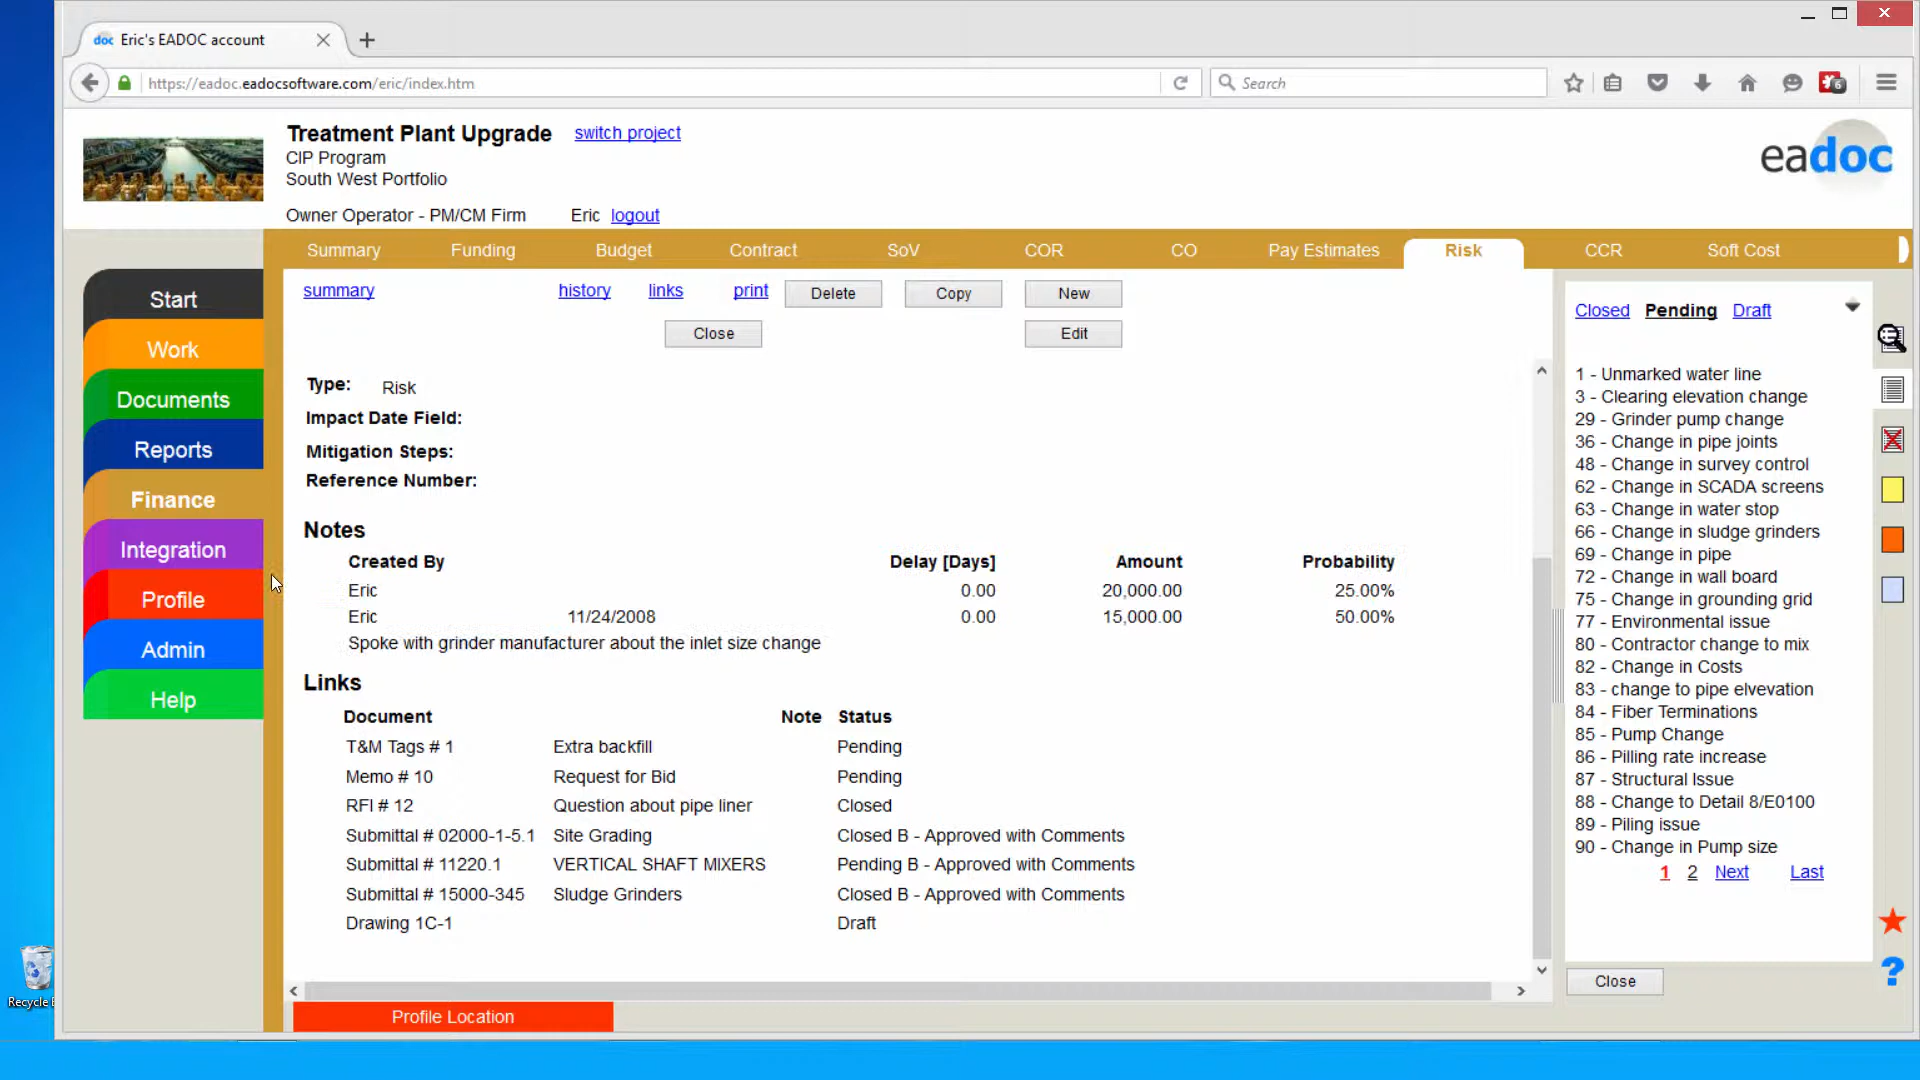 doc Eric's EADOC account
https://eadoc.eadocsoftware.com/eric/index.htm
Search
6
Treatment Plant Upgrade switch project
CIP Program
South West Portfolio
Owner Operator - PM/CM Firm Eric logout
eadoc
Summary Funding Budget Contract SoV COR CO Pay Estimates Risk CCR Soft Cost
Start
Work
Documents
Reports
Finance
Integration
Profile
Admin
Help
summary history links print Delete Copy New
Close Edit
Type: Risk
Impact Date Field:
Mitigation Steps:
Reference Number:
Notes
Created By Delay [Days] Amount Probability
Eric 0.00 20,000.00 25.00%
Eric 11/24/2008 0.00 15,000.00 50.00%
Spoke with grinder manufacturer about the inlet size change
Links
Document Note Status
T&M Tags # 1 Extra backfill Pending
Memo # 10 Request for Bid Pending
RFI # 12 Question about pipe liner Closed
Submittal # 02000-1-5.1 Site Grading Closed B - Approved with Comments
Submittal # 11220.1 VERTICAL SHAFT MIXERS Pending B - Approved with Comments
Submittal # 15000-345 Sludge Grinders Closed B - Approved with Comments
Drawing 1C-1 Draft
Profile Location
Closed Pending Draft
1 - Unmarked water line
3 - Clearing elevation change
29 - Grinder pump change
36 - Change in pipe joints
48 - Change in survey control
62 - Change in SCADA screens
63 - Change in water stop
66 - Change in sludge grinders
69 - Change in pipe
72 - Change in wall board
75 - Change in grounding grid
77 - Environmental issue
80 - Contractor change to mix
82 - Change in Costs
83 - change to pipe elvevation
84 - Fiber Terminations
85 - Pump Change
86 - Pilling rate increase
87 - Structural Issue
88 - Change to Detail 8/E0100
89 - Piling issue
90 - Change in Pump size
1 2 Next Last
Close
?
Recycle